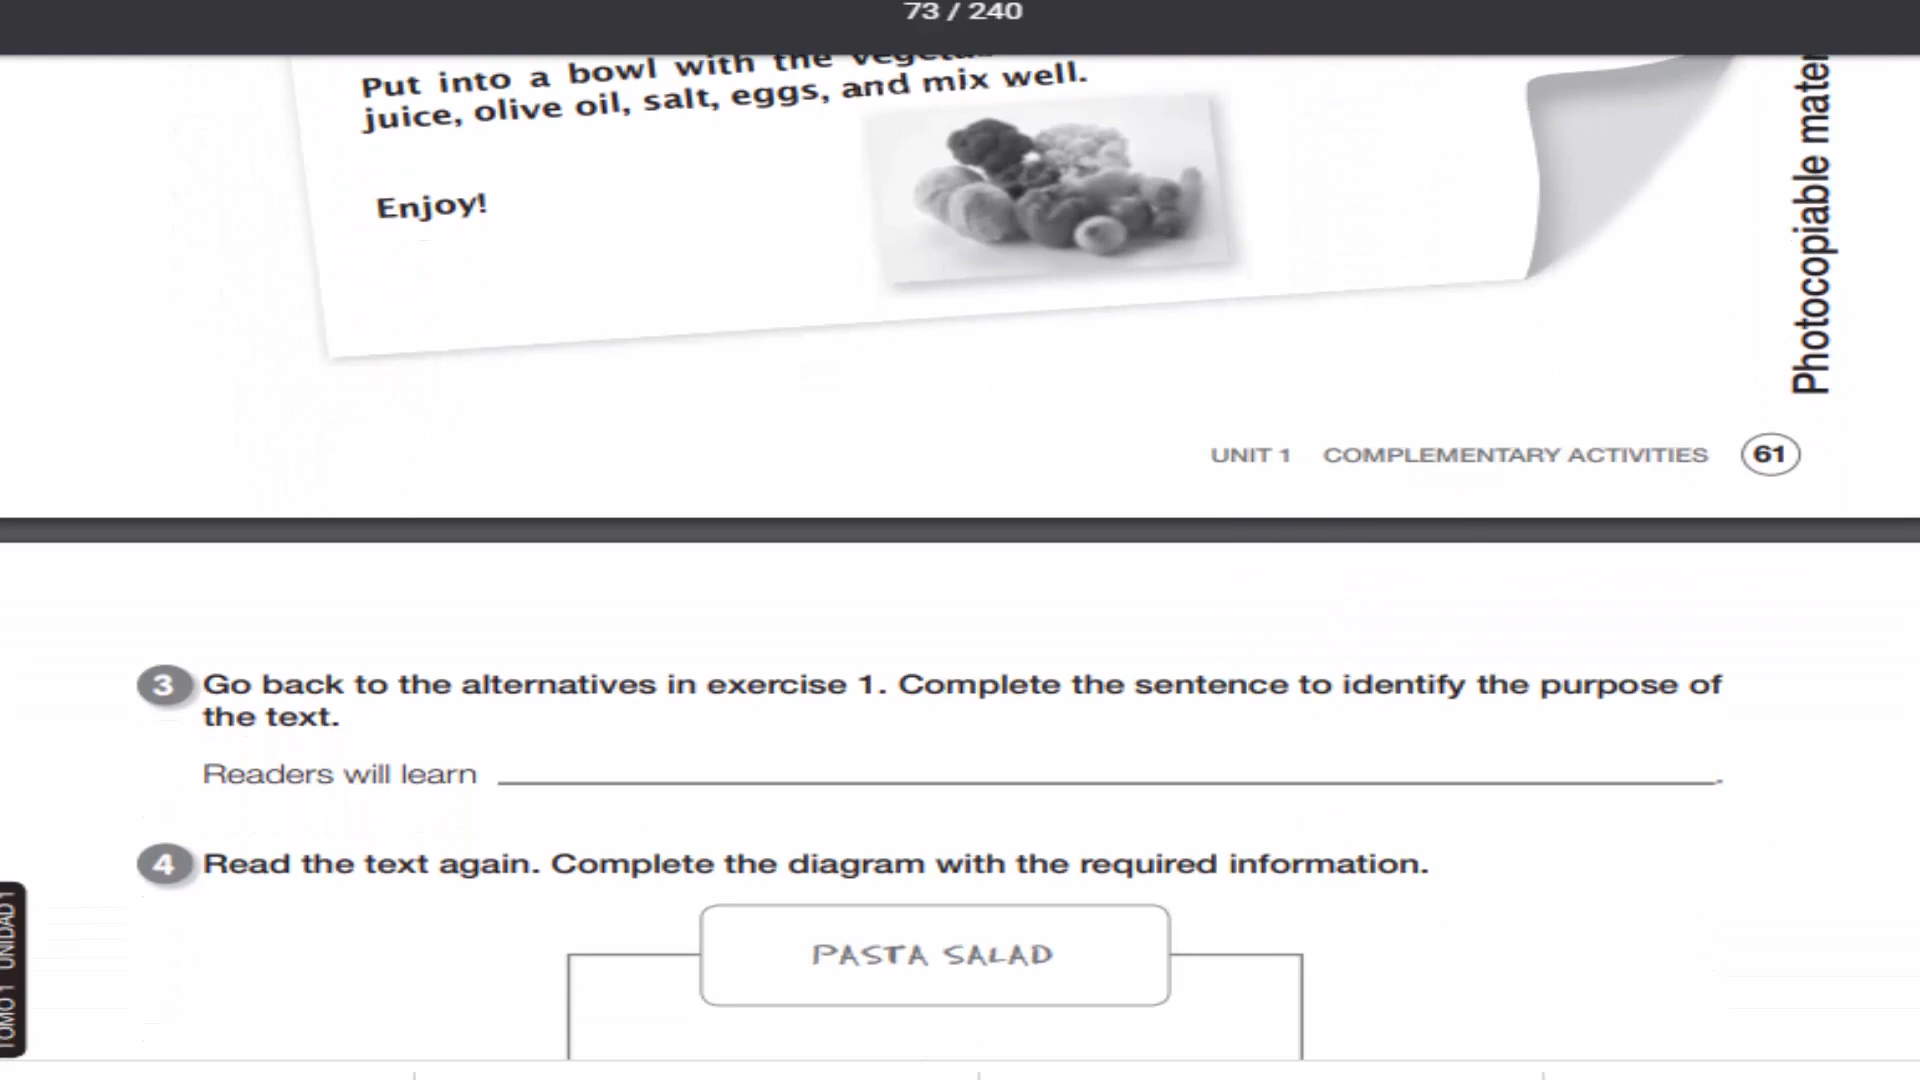 73 / 240
Put into a bowl with the
juice, olive oil, salt, eggs, and mix well.
Enjoy!
Photocopiable mater
UNIT 1 COMPLEMENTARY ACTIVITIES 61
3 Go back to the alternatives in exercise 1. Complete the sentence to identify the purpose of
the text.
Readers will learn .
4 Read the text again. Complete the diagram with the required information.
PASTA SALAD
TOMO 1 UNIDAD 1